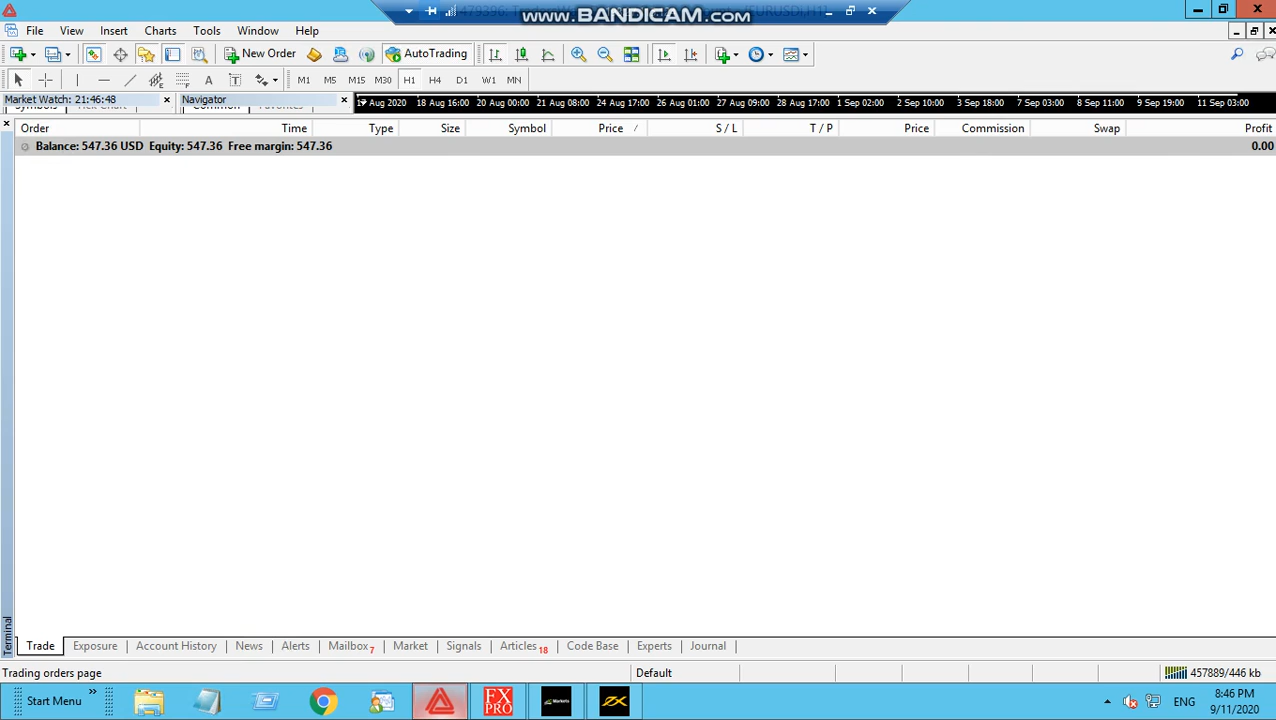 WWW.BANDICAM.COM
File View Insert Charts Tools Window Help
New Order AutoTrading
A T M1 M5 M15 M30 H1 H4 D1 W1 MN
Market Watch: 21:46:48 Navigator
Aug 2020 18 Aug 16:00 20 Aug 00:00 21 Aug 08:00 24 Aug 17:00 26 Aug 01:00 27 Aug 09:00 28 Aug 17:00 1 Sep 02:00 2 Sep 10:00 3 Sep 18:00 7 Sep 03:00 8 Sep 11:00 9 Sep 19:00 11 Sep 03:00
Order Time Type Size Symbol Price / S / L T / P Price Commission Swap Profit
Balance: 547.36 USD Equity: 547.36 Free margin: 547.36 0.00
Terminal
Trade Exposure Account History News Alerts Mailbox 7 Market Signals Articles 18 Code Base Experts Journal
Trading orders page Default 457889/446 kb
Start Menu FX PRO Markets ZX ENG 8:46 PM
9/11/2020